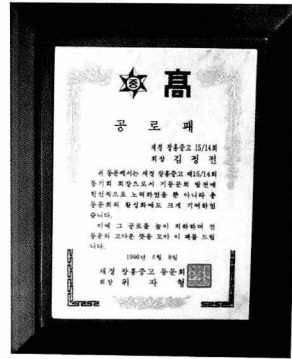 中 高
공 로 패
재경 장흥중고 15/14회
회장 김 정 전
귀 동문께서는 재경 장흥중고 제15/14회
동기회 회장으로서 기동문회 발전에
헌신적으로 노력하였을 뿐 아니라 총
동문회의 활성화에도 크게 기여하였
습니다.
이에 그 공로를 높이 치하하며 전
동문의 고마운 뜻을 모아 이 패를 드립
니다.
1996년 6월 8일
재경 장흥중고 동문회
회장 위 자 형